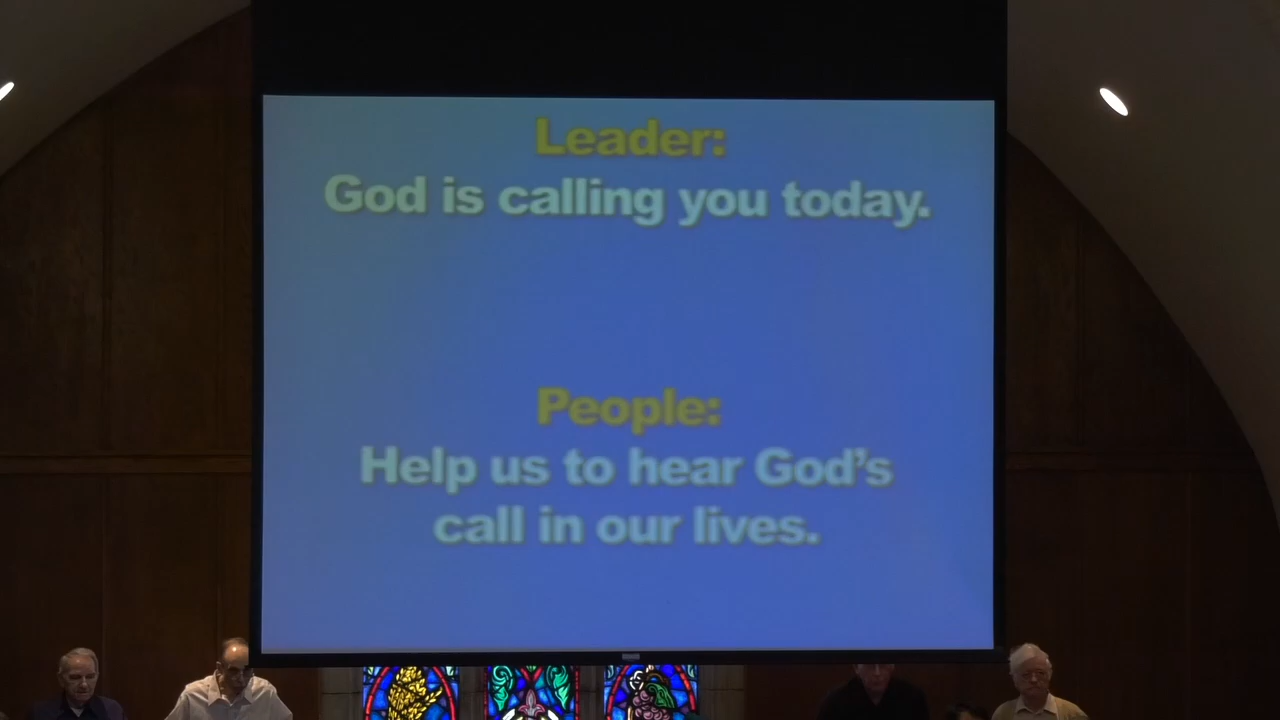 Leader:
God is calling you today.
People:
Help us to hear God's
call in our lives.